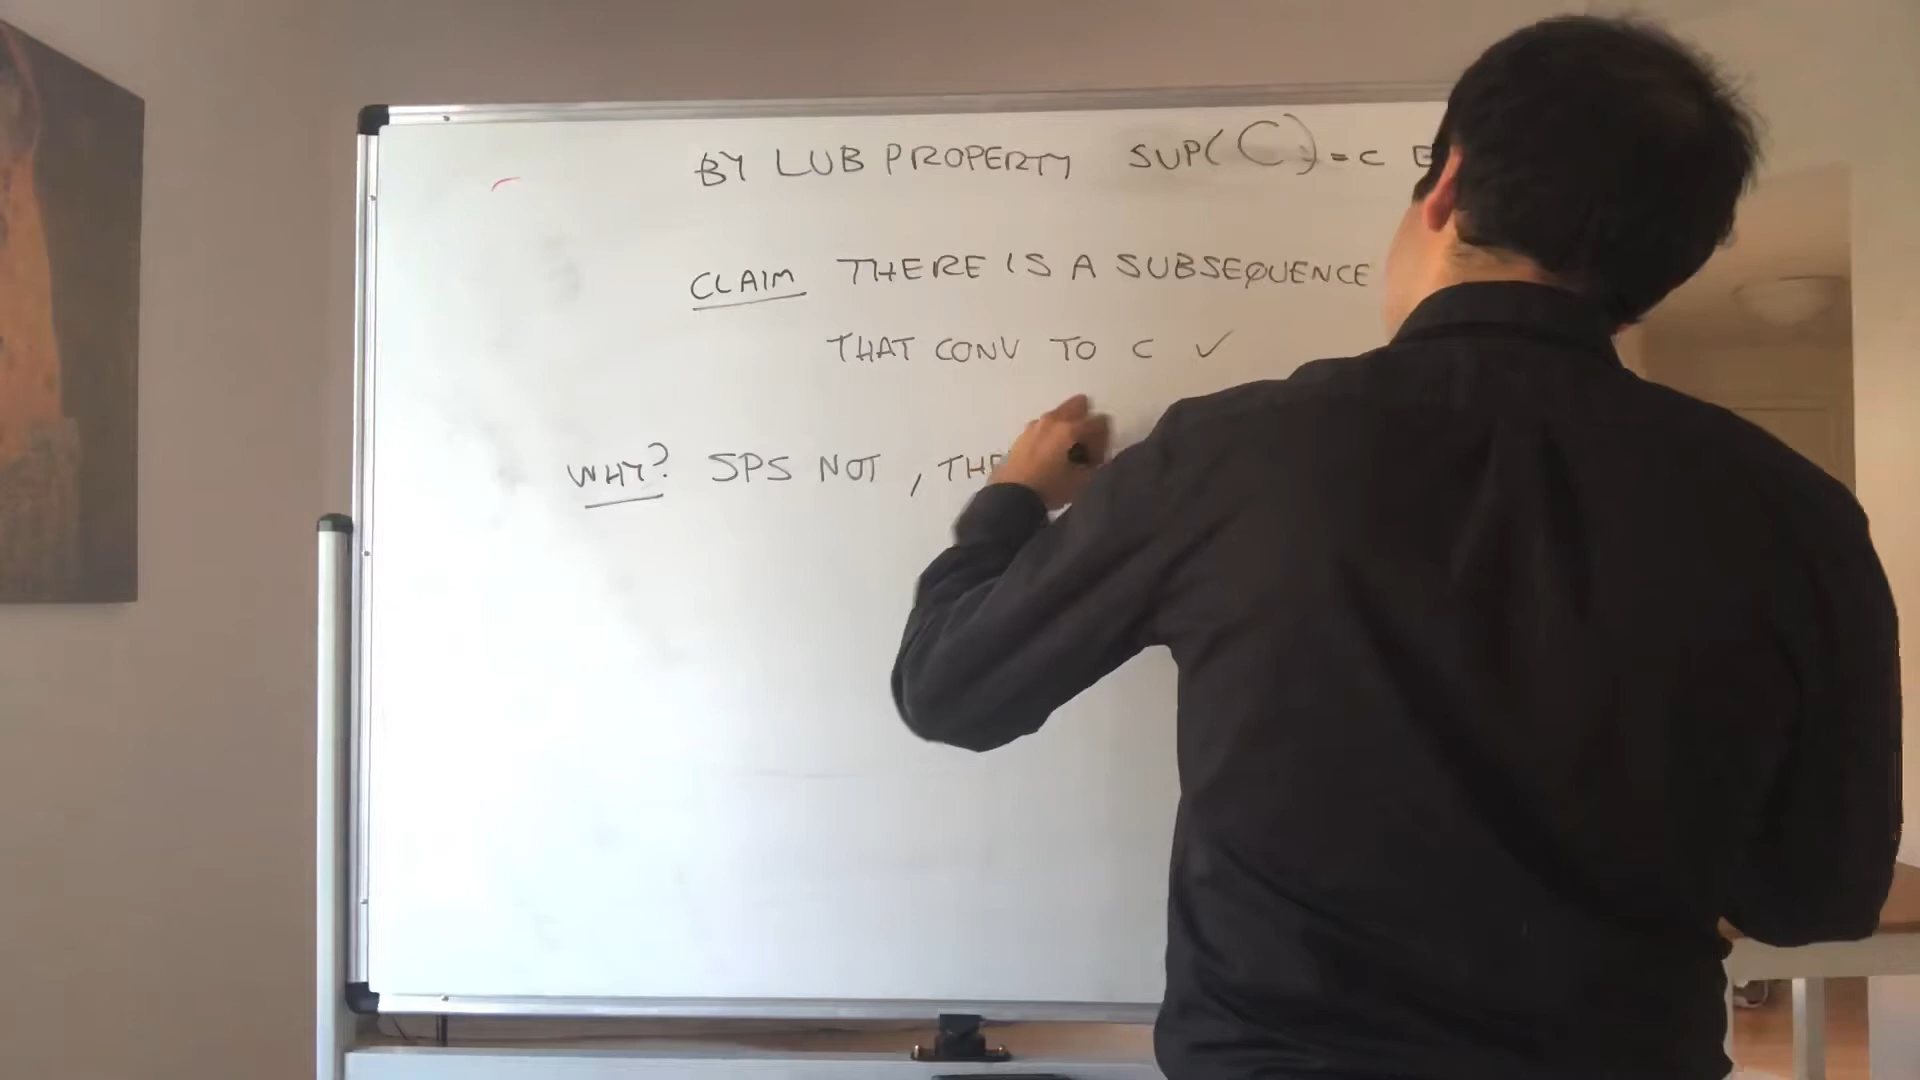 BY LUB PROPERTY SUP(C) = C
CLAIM THERE IS A SUBSEQUENCE
THAT CONV TO C ✓
WHY? SPS NOT,